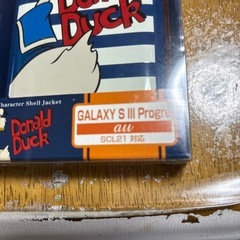 Donald
Duck
Character Shell Jacket
Donald
Duck
GALAXY S III Progre
au
SCL21 対応